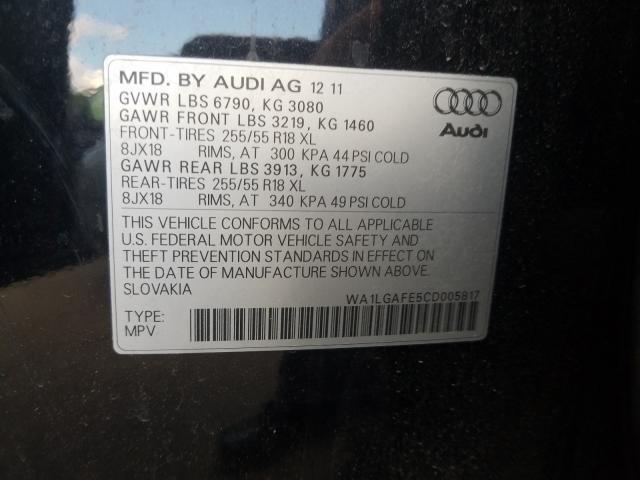 MFD. BY AUDI AG 12 11
GVWR LBS 6790, KG 3080
GAWR FRONT LBS 3219, KG 1460
FRONT-TIRES 255/55 R18 XL
8JX18 RIMS, AT 300 KPA 44 PSI COLD
GAWR REAR LBS 3913, KG 1775
REAR-TIRES 255/55 R18 XL
8JX18 RIMS, AT 340 KPA 49 PSI COLD
Audi
THIS VEHICLE CONFORMS TO ALL APPLICABLE
U.S. FEDERAL MOTOR VEHICLE SAFETY AND
THEFT PREVENTION STANDARDS IN EFFECT ON
THE DATE OF MANUFACTURE SHOWN ABOVE.
SLOVAKIA
WA1LGAFE5CD005817
TYPE:
MPV